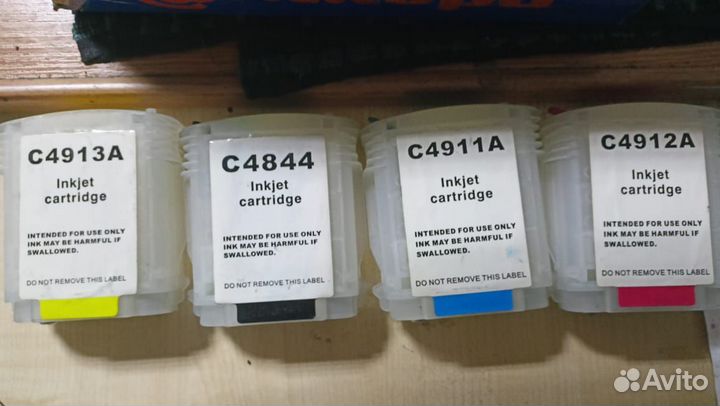 C4913A
Inkjet
cartridge
INTENDED FOR USE ONLY
INK MAY BE HARMFUL IF
SWALLOWED.
DO NOT REMOVE THIS LABEL
C4844
Inkjet
cartridge
INTENDED FOR USE ONLY
INK MAY BE HARMFUL IF
SWALLOWED.
DO NOT REMOVE THIS LABEL
C4911A
Inkjet
cartridge
INTENDED FOR USE ONLY
INK MAY BE HARMFUL IF
SWALLOWED.
DO NOT REMOVE THIS LABEL
C4912A
Inkjet
cartridge
INTENDED FOR USE ONLY
INK MAY BE HARMFUL IF
SWALLOWED.
DO NOT REMOVE THIS LABEL
Avito